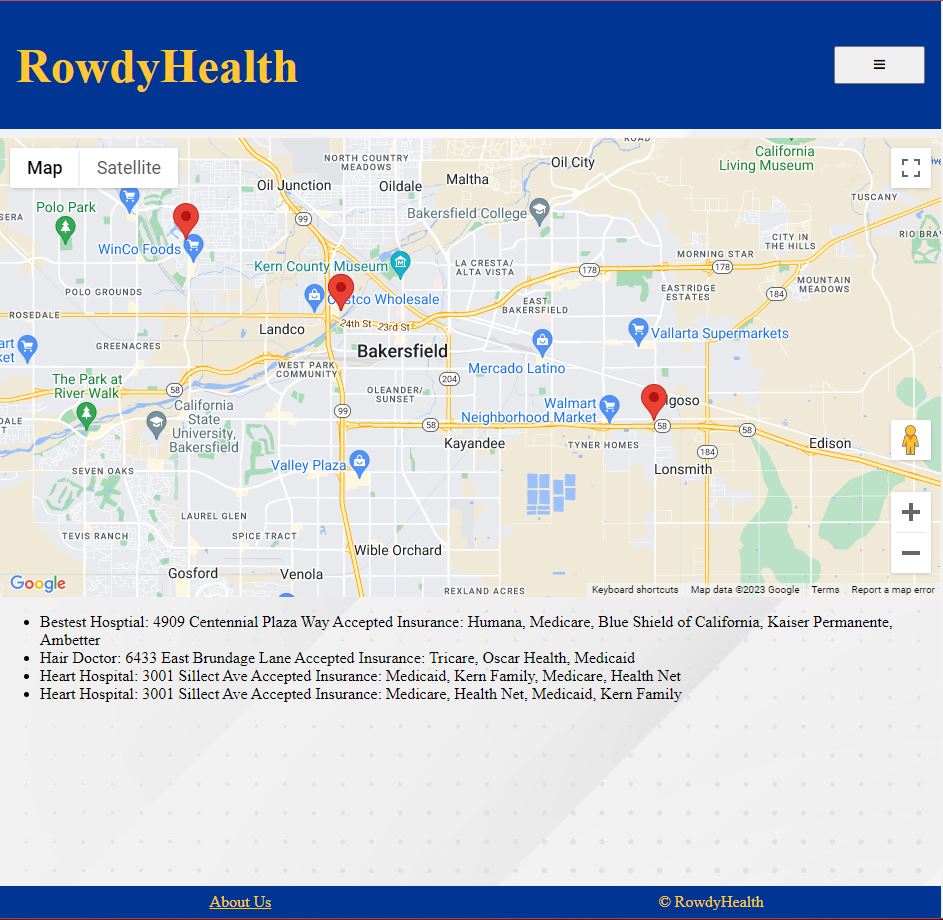 RowdyHealth
≡
Map Satellite
NORTH COUNTRY
MEADOWS
Oil City
California
Living Museum
Oil Junction
Oildale
Maltha
TUSCANY
Polo Park
99
Bakersfield College
WinCo Foods
CITY IN
THE HILLS
RIO BRA
Kern County Museum
LA CRESTA/
ALTA VISTA
MORNING STAR
178
178
POLO GROUNDS
Costco Wholesale
EAST
BAKERSFIELD
EASTRIDGE
ESTATES
184
MOUNTAIN
MEADOWS
ROSEDALE
24th St
23rd St
Landco
Vallarta Supermarkets
GREENACRES
Bakersfield
WEST PARK
COMMUNITY
Mercado Latino
The Park at
River Walk
58
204
OLEANDER/
SUNSET
California
State
University,
Bakersfield
99
58
Walmart
Neighborhood Market
goso
58
58
Kayandee
TYNER HOMES
184
Edison
Valley Plaza
Lonsmith
SEVEN OAKS
LAUREL GLEN
TEVIS RANCH
SPICE TRACT
Wible Orchard
Gosford
Venola
REXLAND ACRES
Google
Keyboard shortcuts Map data ©2023 Google Terms Report a map error
• Bestest Hosptial: 4909 Centennial Plaza Way Accepted Insurance: Humana, Medicare, Blue Shield of California, Kaiser Permanente,
Ambetter
• Hair Doctor: 6433 East Brundage Lane Accepted Insurance: Tricare, Oscar Health, Medicaid
• Heart Hospital: 3001 Sillect Ave Accepted Insurance: Medicaid, Kern Family, Medicare, Health Net
• Heart Hospital: 3001 Sillect Ave Accepted Insurance: Medicare, Health Net, Medicaid, Kern Family
About Us
© RowdyHealth